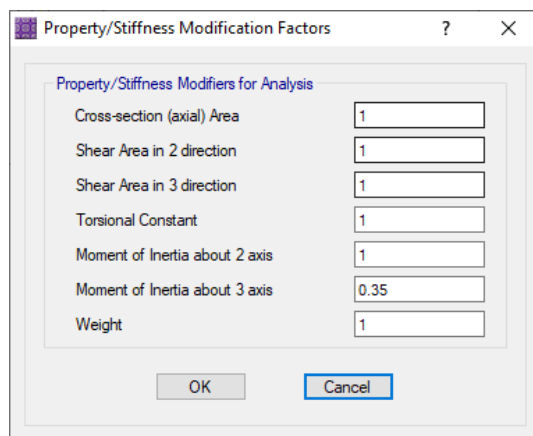 Property/Stiffness Modification Factors ?
Property/Stiffness Modifiers for Analysis
Cross-section (axial) Area 1
Shear Area in 2 direction 1
Shear Area in 3 direction 1
Torsional Constant 1
Moment of Inertia about 2 axis 1
Moment of Inertia about 3 axis 0.35
Weight 1
OK Cancel